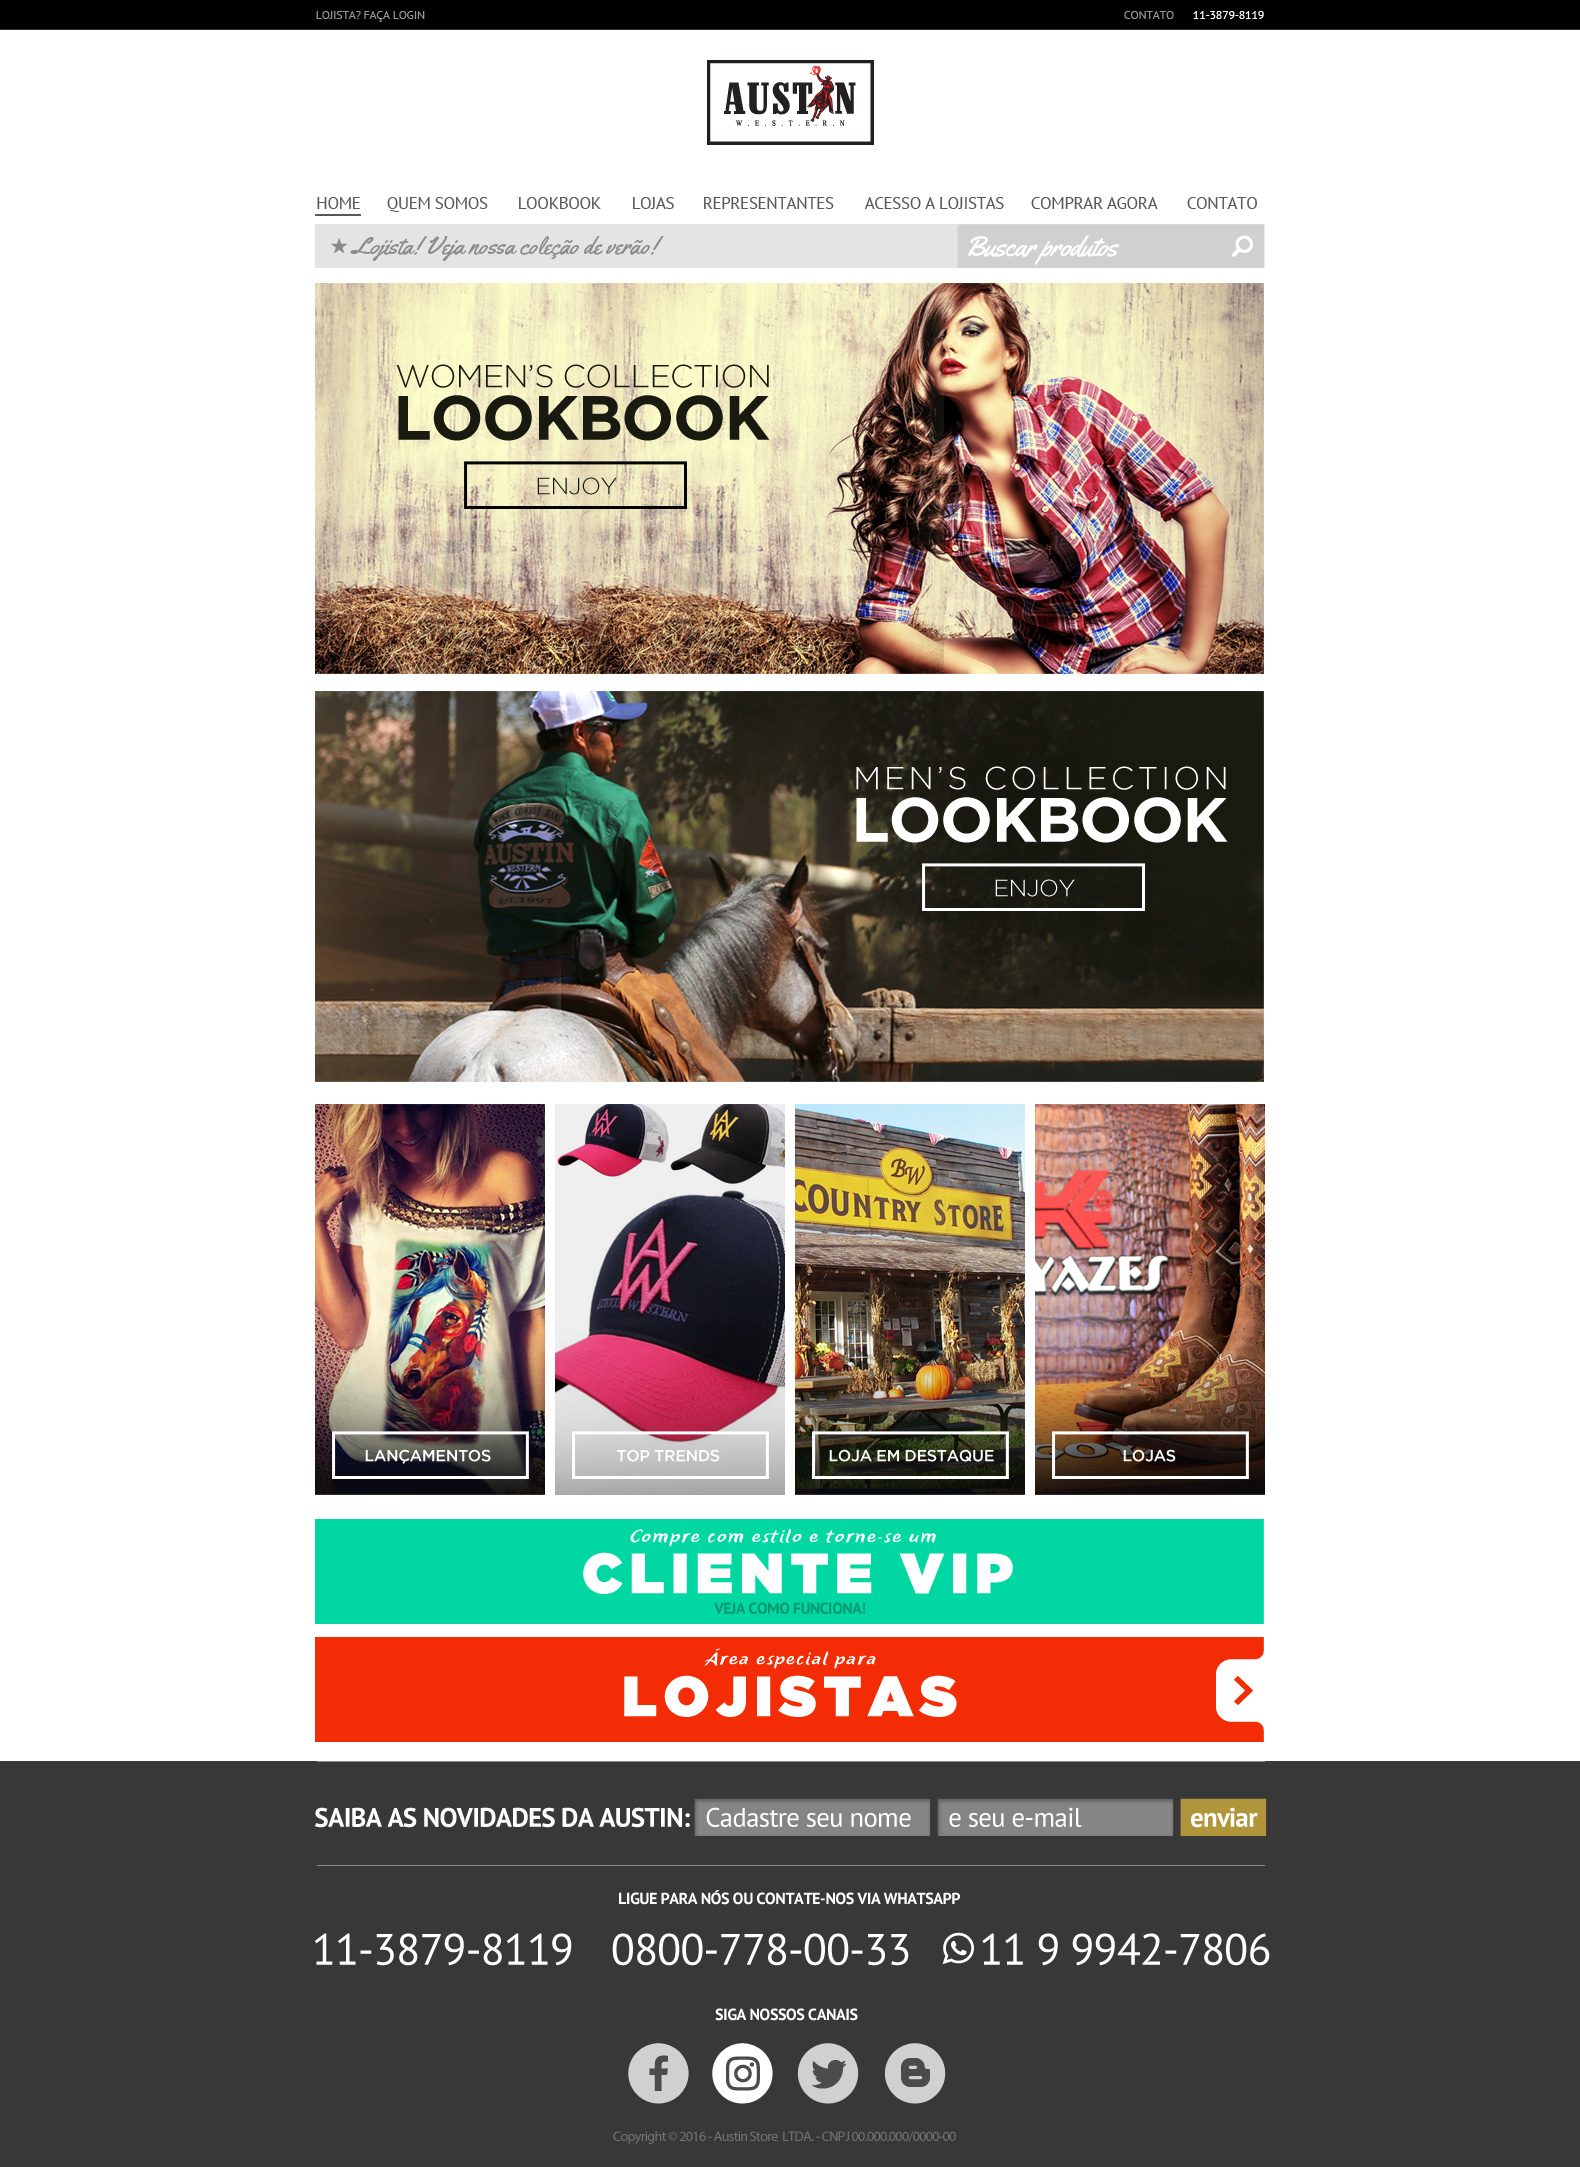 LOJISTA? FAÇA LOGIN
CONTATO 11-3879-8119
AUSTIN
W.E.S.T.E.R.N
HOME QUEM SOMOS LOOKBOOK LOJAS REPRESENTANTES ACESSO A LOJISTAS COMPRAR AGORA CONTATO
★ Lojista! Veja nossa coleção de verão!
Buscar produtos
WOMEN'S COLLECTION
LOOKBOOK
ENJOY
MEN'S COLLECTION
LOOKBOOK
ENJOY
WORK COWBOY HARD
AUSTIN
WESTERN
EST. 1997
AW
AW
AW
AUSTIN WESTERN
BW
COUNTRY STORE
YAZES
LANÇAMENTOS
TOP TRENDS
LOJA EM DESTAQUE
LOJAS
Compre com estilo e torne-se um
CLIENTE VIP
VEJA COMO FUNCIONA!
Área especial para
LOJISTAS
SAIBA AS NOVIDADES DA AUSTIN: Cadastre seu nome e seu e-mail enviar
LIGUE PARA NÓS OU CONTATE-NOS VIA WHATSAPP
11-3879-8119 0800-778-00-33 11 9 9942-7806
SIGA NOSSOS CANAIS
Copyright © 2016 - Austin Store LTDA. - CNPJ 00.000.000/0000-00